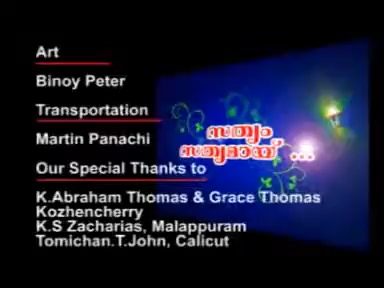 Art
Binoy Peter
Transportation
Martin Panachi
Our Special Thanks to
K.Abraham Thomas & Grace Thomas
Kozhencherry
K.S Zacharias, Malappuram
Tomichan.T.John, Calicut
സത്യം
സത്യമായ് ...